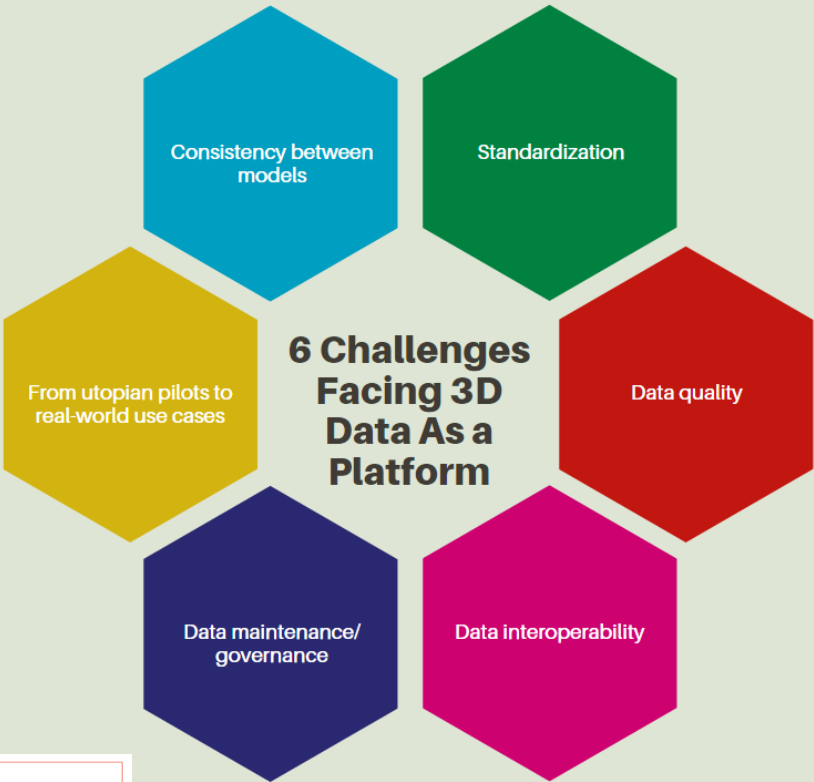 Consistency between
models
Standardization
From utopian pilots to
real-world use cases
6 Challenges
Facing 3D
Data As a
Platform
Data quality
Data maintenance/
governance
Data interoperability